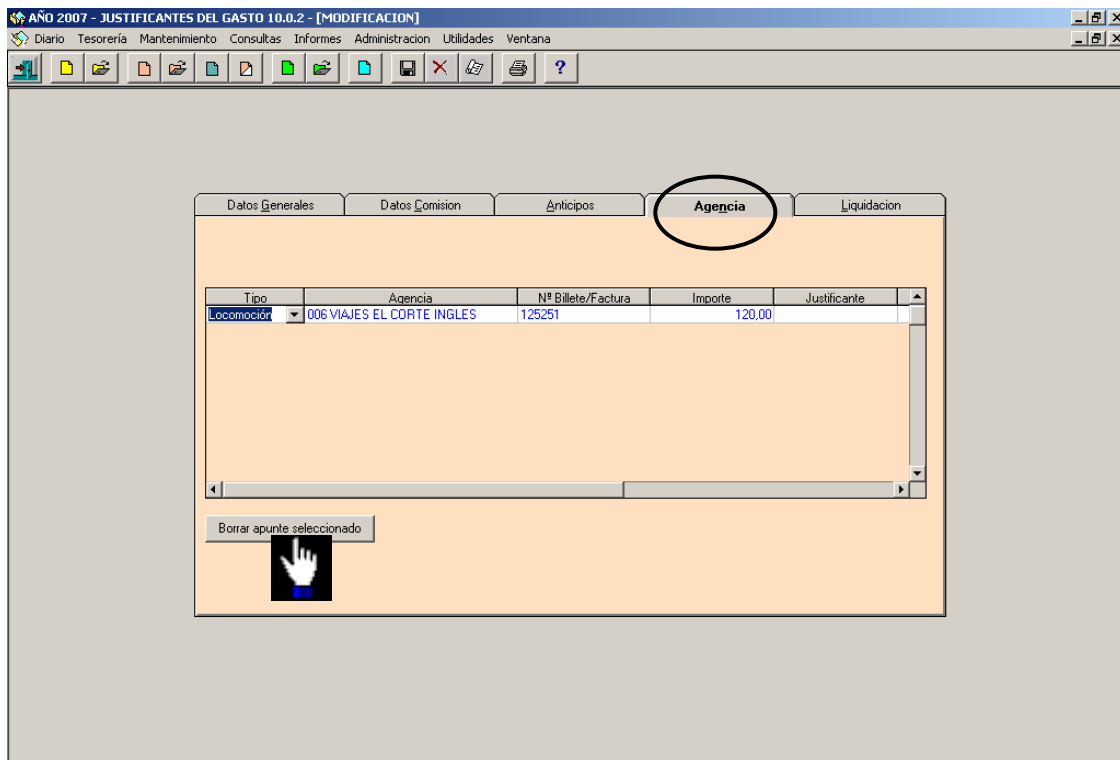 AÑO 2007 - JUSTIFICANTES DEL GASTO 10.0.2 - [MODIFICACION]
Diario Tesorería Mantenimiento Consultas Informes Administracion Utilidades Ventana
?
Datos Generales Datos Comision Anticipos Agencia Liquidacion
Tipo Agencia Nº Billete/Factura Importe Justificante
Locomoción 006 VIAJES EL CORTE INGLES 125251 120,00
Borrar apunte seleccionado